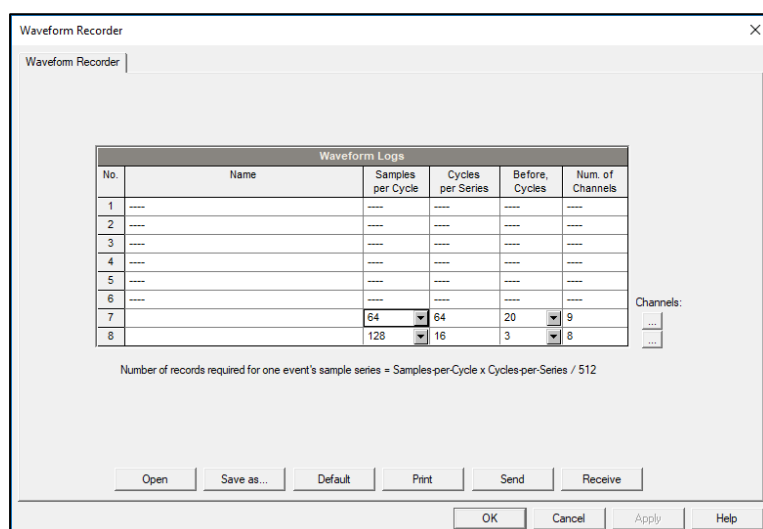 Waveform Recorder
Waveform Recorder
Waveform Logs
No. Name Samples per Cycle Cycles per Series Before, Cycles Num. of Channels
1 ---- ---- ---- ---- ----
2 ---- ---- ---- ---- ----
3 ---- ---- ---- ---- ----
4 ---- ---- ---- ---- ----
5 ---- ---- ---- ---- ----
6 ---- ---- ---- ---- ----
Channels:
7 64 64 20 9 ...
8 128 16 3 8 ...
Number of records required for one event's sample series = Samples-per-Cycle x Cycles-per-Series / 512
Open Save as... Default Print Send Receive
OK Cancel Apply Help